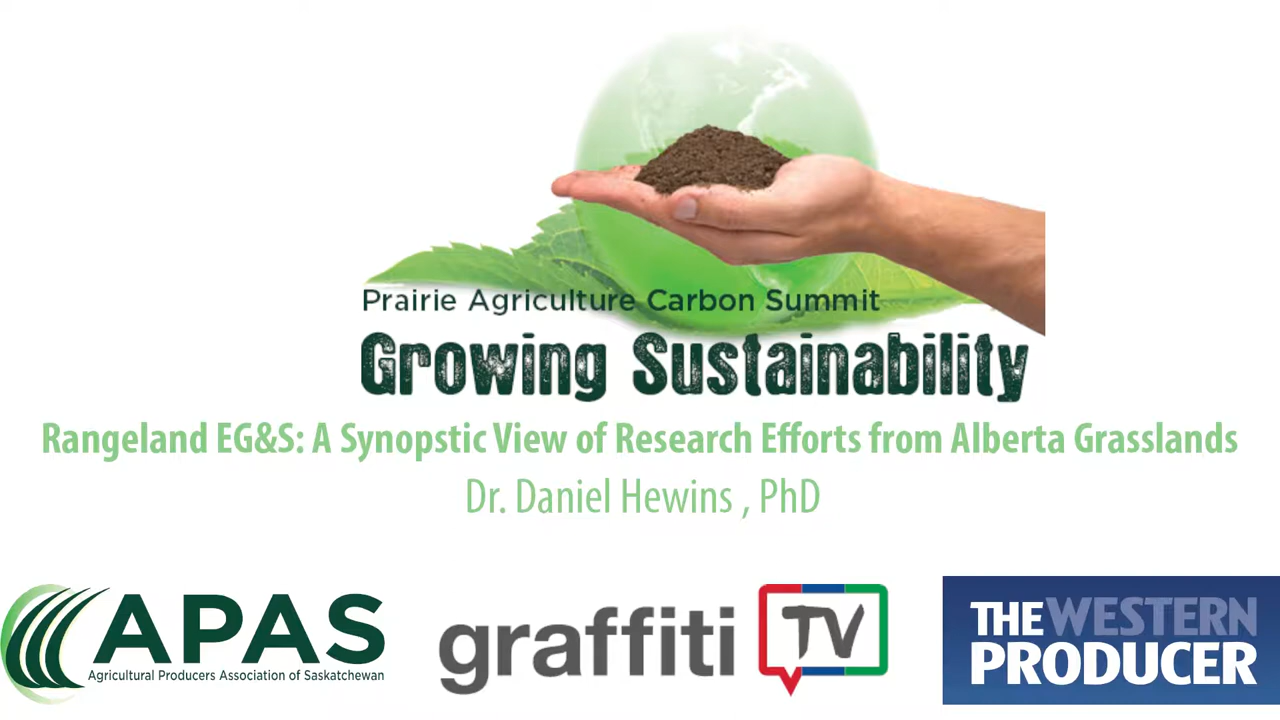 Prairie Agriculture Carbon Summit
Growing Sustainability
Rangeland EG&S: A Synopstic View of Research Efforts from Alberta Grasslands
Dr. Daniel Hewins , PhD
APAS
Agricultural Producers Association of Saskatchewan
graffiti TV
THE WESTERN
PRODUCER